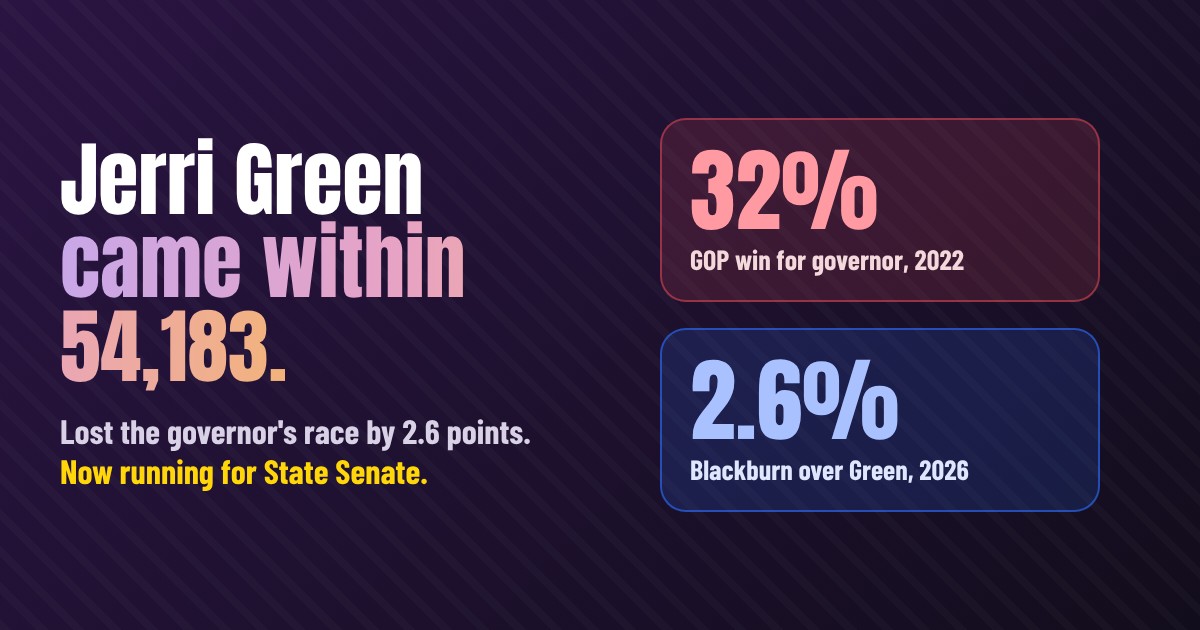 Jerri Green
came within
54,183.
Lost the governor's race by 2.6 points.
Now running for State Senate.
32%
GOP win for governor, 2022
2.6%
Blackburn over Green, 2026